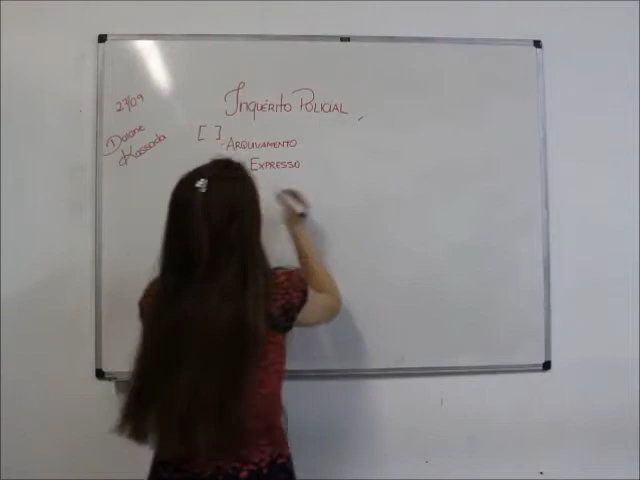 27/09
Inquérito Policial
Daiane
Kassada
[ ]
- Arquivamento
Expresso